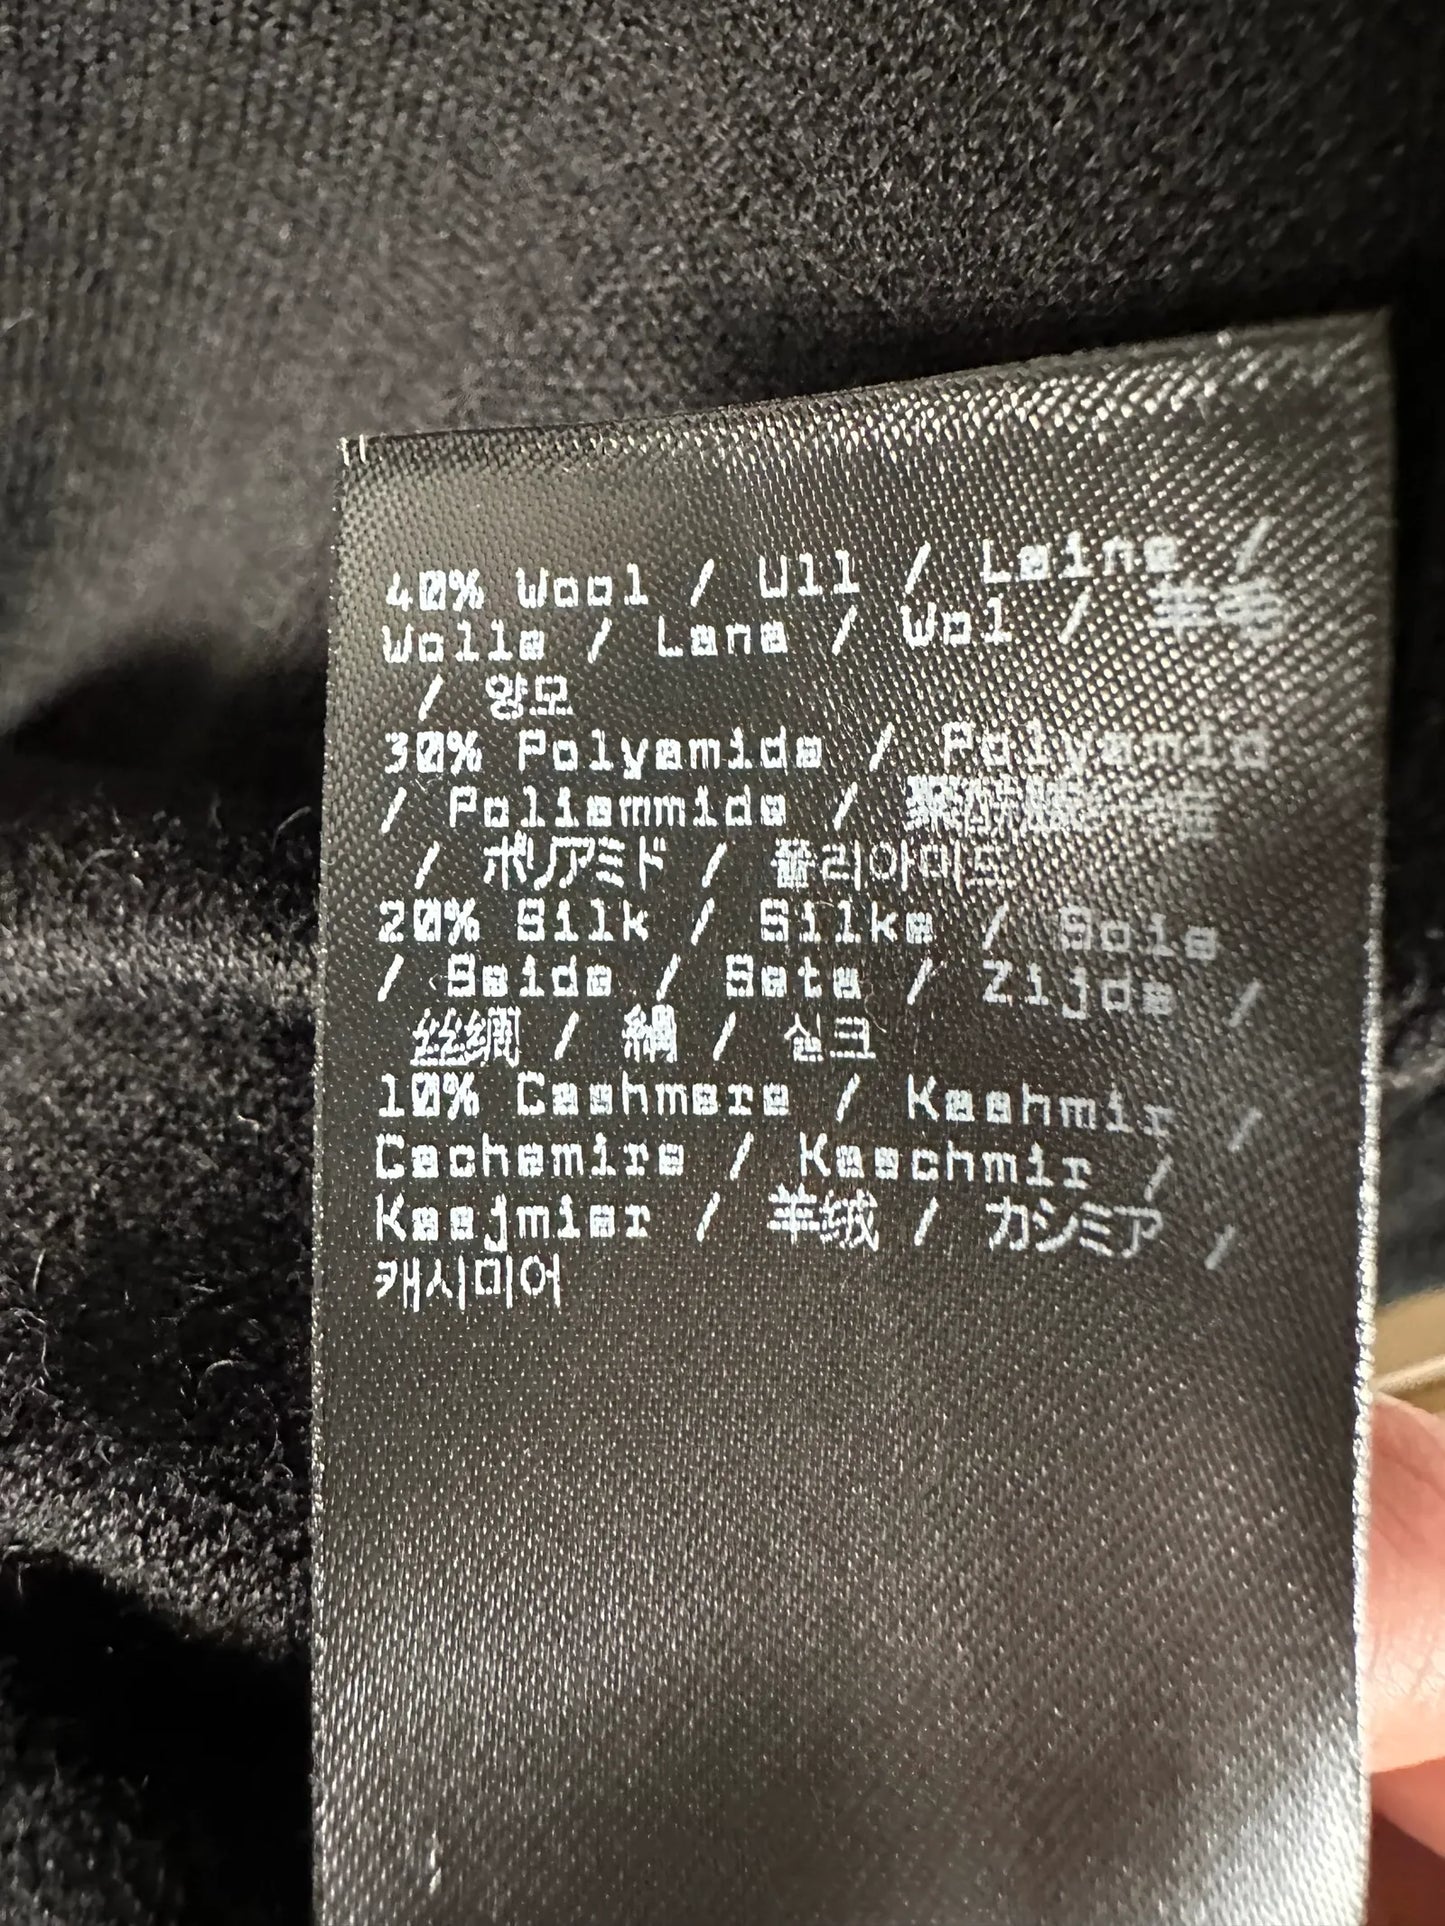 40% Wool / Ull / Laine /
Wolle / Lana / Wol / 羊毛
/ 양모
30% Polyamide / Polyamid
/ Poliammide / 聚酰胺
/ ポリアミド / 폴리아미드
20% Silk / Silke / Soie
/ Seide / Seta / Zijde /
丝绸 / 絹 / 실크
10% Cashmere / Kashmir /
Cachemire / Kaschmir /
Kasjmier / 羊绒 / カシミア /
캐시미어